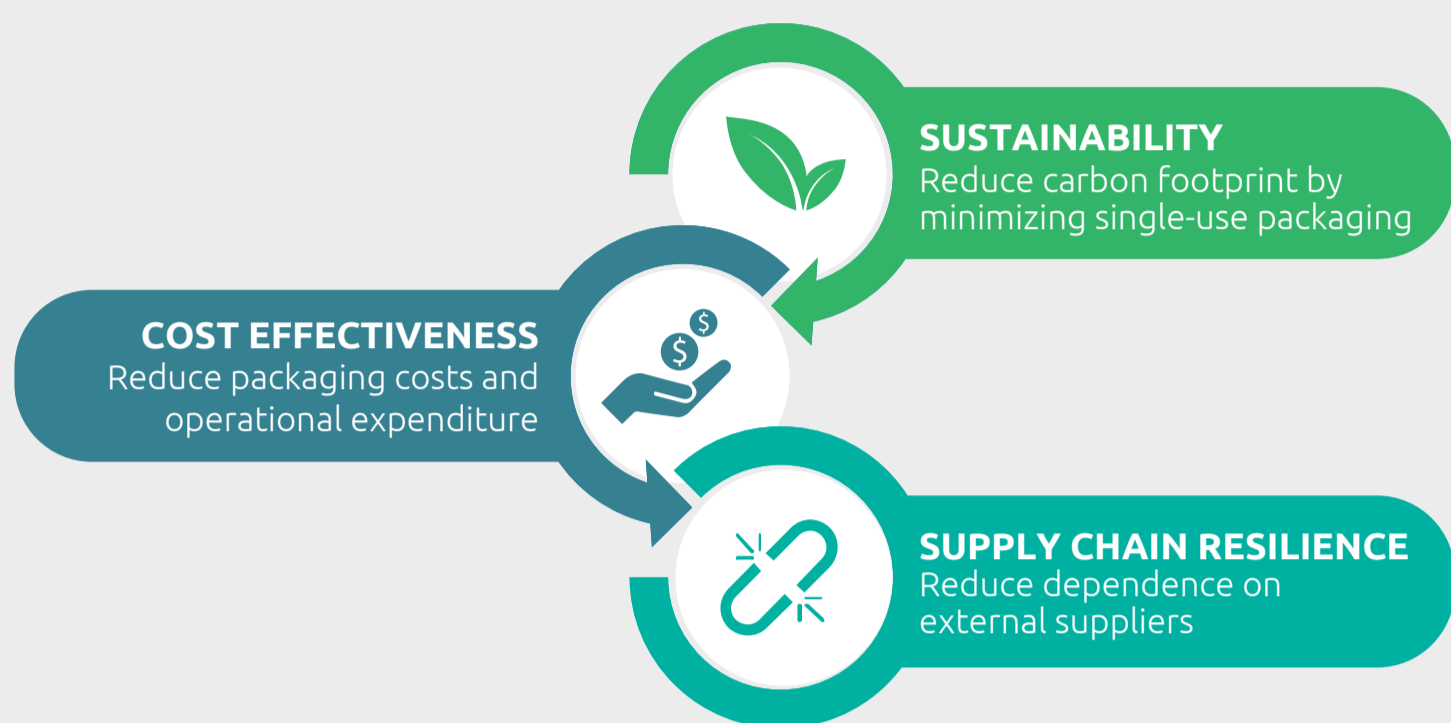 SUSTAINABILITY
Reduce carbon footprint by
minimizing single-use packaging
COST EFFECTIVENESS
$
$
Reduce packaging costs and
operational expenditure
SUPPLY CHAIN RESILIENCE
Reduce dependence on
external suppliers